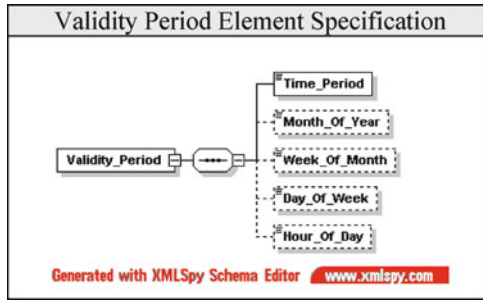 Validity Period Element Specification
Time_Period
Month_Of_Year
Validity_Period
Week_Of_Month
Day_Of_Week
Hour_Of_Day
Generated with XMLSpy Schema Editor www.xmlspy.com